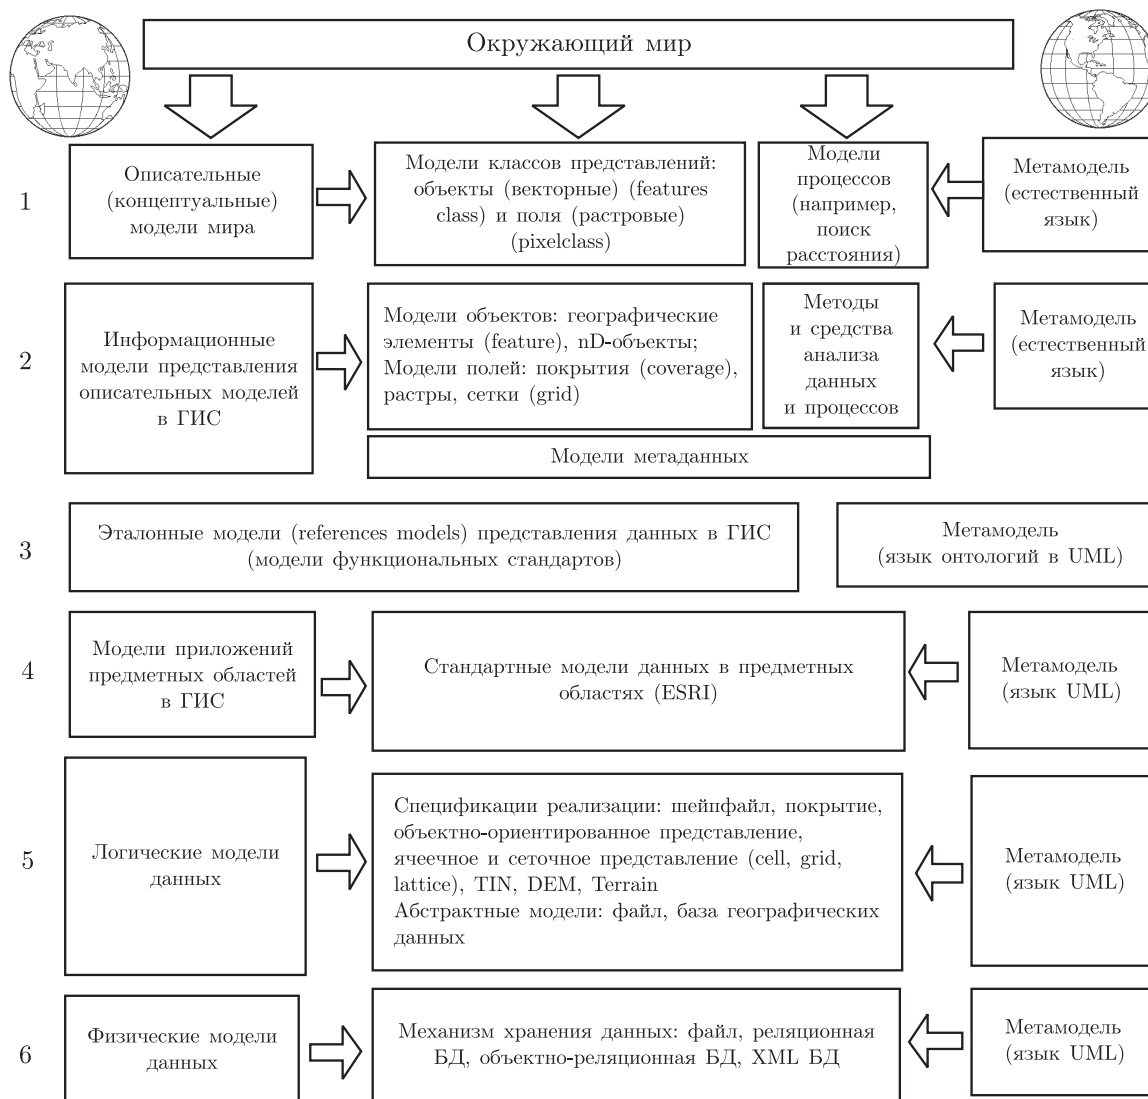 Окружающий мир
1
Описательные
(концептуальные)
модели мира
Модели классов представлений:
объекты (векторные) (features
class) и поля (растровые)
(pixelclass)
Модели
процессов
(например,
поиск
расстояния)
Метамодель
(естественный
язык)
2
Информационные
модели представления
описательных моделей
в ГИС
Модели объектов: географические
элементы (feature), nD-объекты;
Модели полей: покрытия (coverage),
растры, сетки (grid)
Методы
и средства
анализа
данных
и процессов
Метамодель
(естественный
язык)
Модели метаданных
3
Эталонные модели (references models) представления данных в ГИС
(модели функциональных стандартов)
Метамодель
(язык онтологий в UML)
4
Модели приложений
предметных областей
в ГИС
Стандартные модели данных в предметных
областях (ESRI)
Метамодель
(язык UML)
5
Логические модели
данных
Спецификации реализации: шейпфайл, покрытие,
объектно-ориентированное представление,
ячеечное и сеточное представление (cell, grid,
lattice), TIN, DEM, Terrain
Абстрактные модели: файл, база географических
данных
Метамодель
(язык UML)
6
Физические модели
данных
Механизм хранения данных: файл, реляционная
БД, объектно-реляционная БД, XML БД
Метамодель
(язык UML)